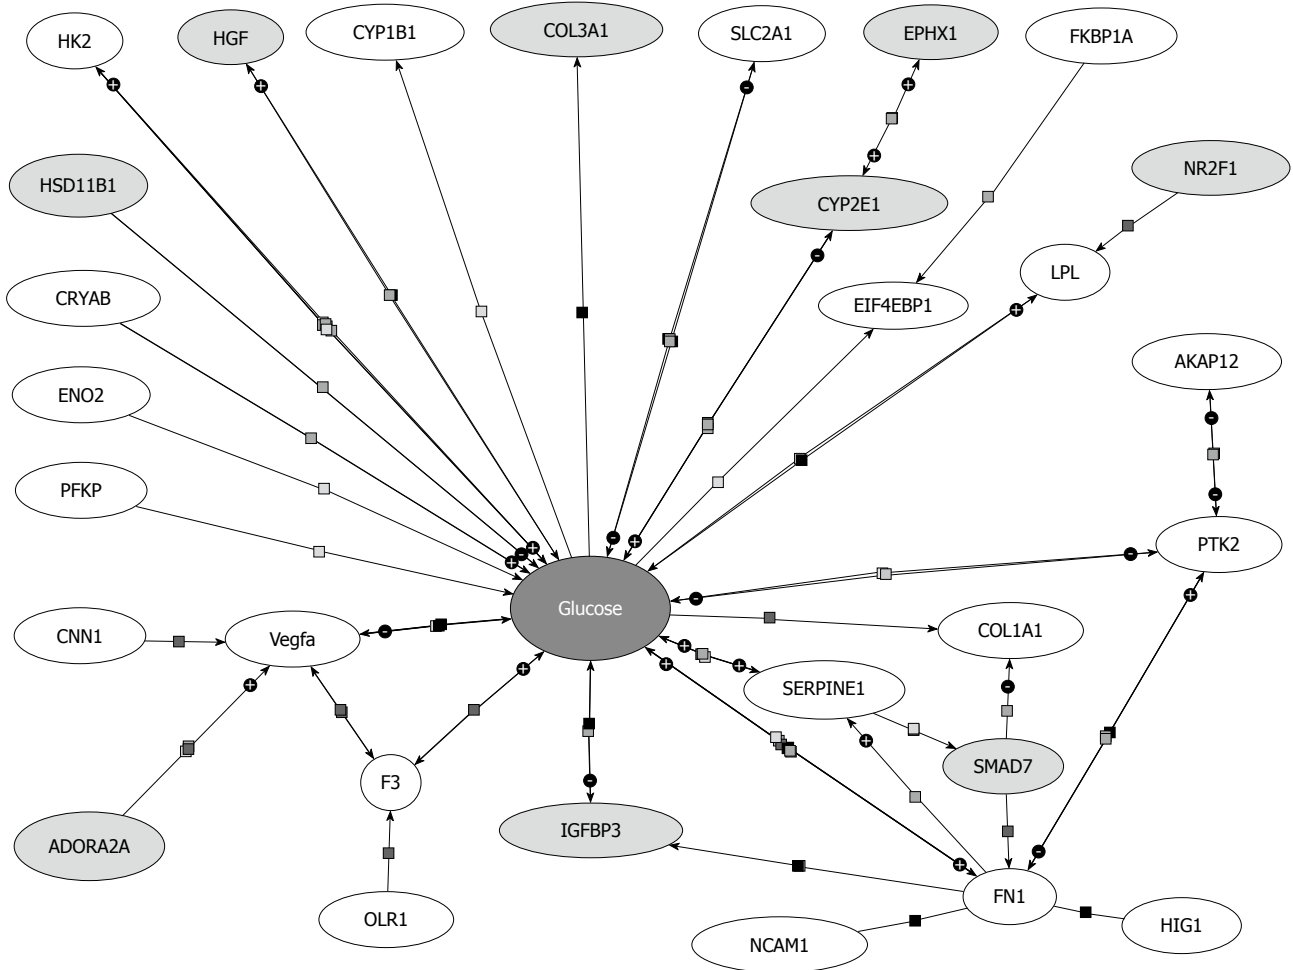 HK2
HGF
CYP1B1
COL3A1
SLC2A1
EPHX1
FKBP1A
HSD11B1
NR2F1
CYP2E1
LPL
CRYAB
EIF4EBP1
AKAP12
ENO2
PFKP
PTK2
Glucose
CNN1
Vegfa
COL1A1
SERPINE1
F3
SMAD7
ADORA2A
IGFBP3
FN1
OLR1
NCAM1
HIG1